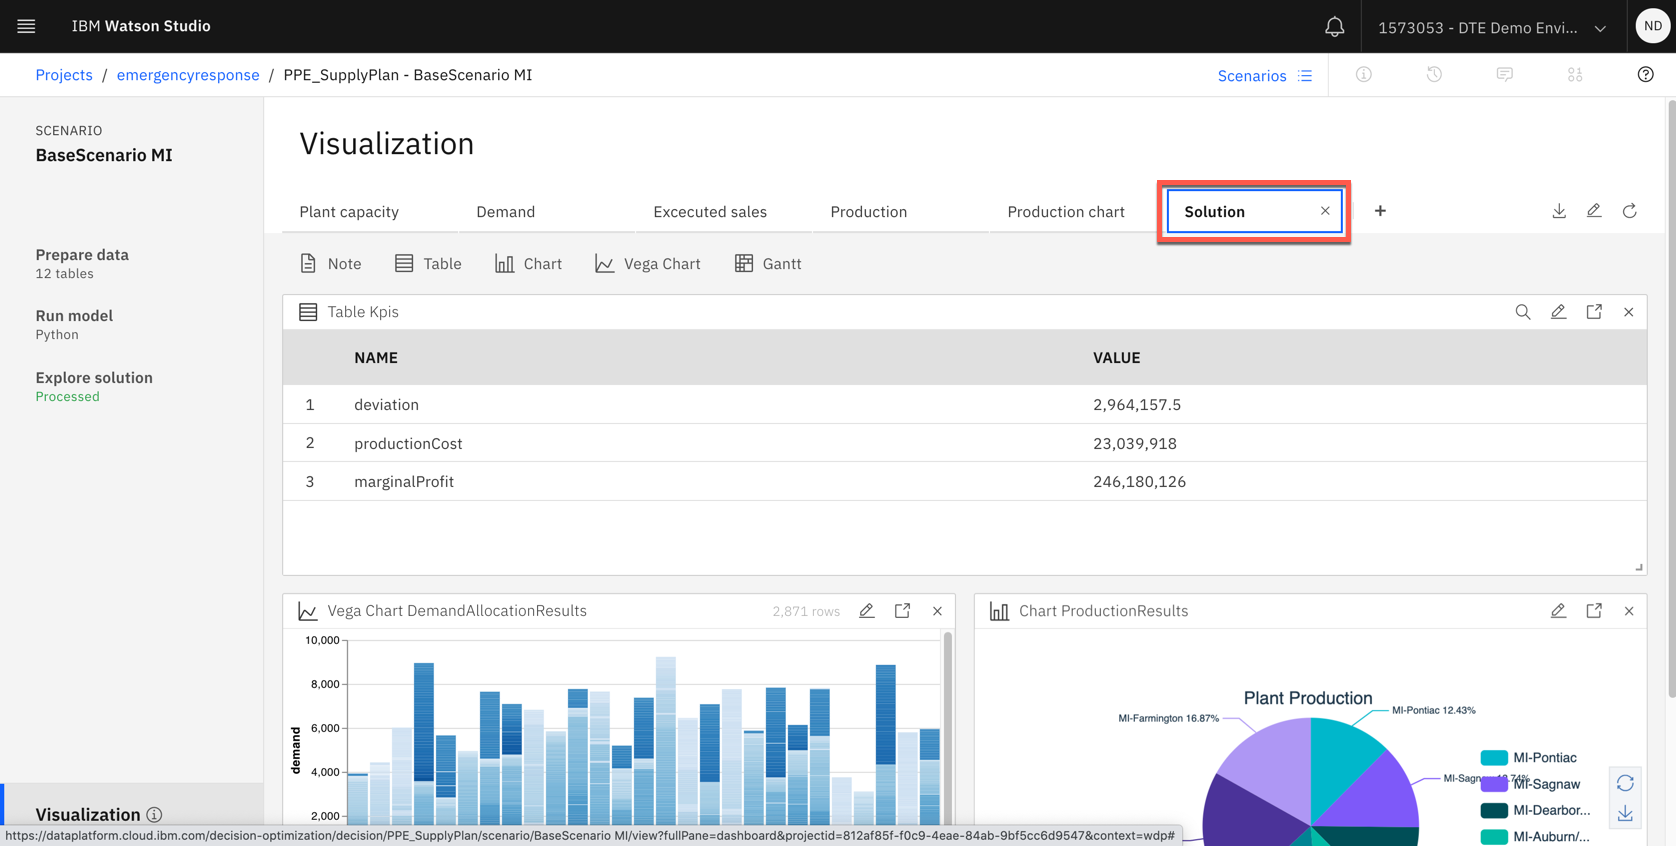 IBM Watson Studio
1573053 - DTE Demo Envi...
ND
Projects / emergencyresponse / PPE_SupplyPlan - BaseScenario MI
Scenarios
SCENARIO
BaseScenario MI
Prepare data
12 tables
Run model
Python
Explore solution
Processed
Visualization
Visualization
Plant capacity
Demand
Excecuted sales
Production
Production chart
Solution
Note
Table
Chart
Vega Chart
Gantt
Table Kpis
NAME VALUE
1 deviation 2,964,157.5
2 productionCost 23,039,918
3 marginalProfit 246,180,126
Vega Chart DemandAllocationResults
2,871 rows
10,000
8,000
6,000
4,000
2,000
demand
Chart ProductionResults
Plant Production
MI-Farmington 16.87%
MI-Pontiac 12.43%
MI-Pontiac
MI-Sagnaw
MI-Dearbor...
MI-Auburn/...
https://dataplatform.cloud.ibm.com/decision-optimization/decision/PPE_SupplyPlan/scenario/BaseScenario MI/view?fullPane=dashboard&projectid=812af85f-f0c9-4eae-84ab-9bf5cc6d9547&context=wdp#